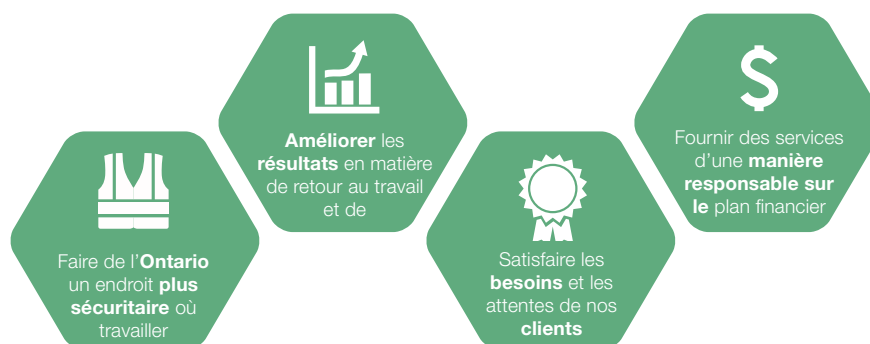 Faire de l'Ontario
un endroit plus
sécuritaire où
travailler
Améliorer les
résultats en matière
de retour au travail
et de
Satisfaire les
besoins et les
attentes de nos
clients
$
Fournir des services
d'une manière
responsable sur
le plan financier